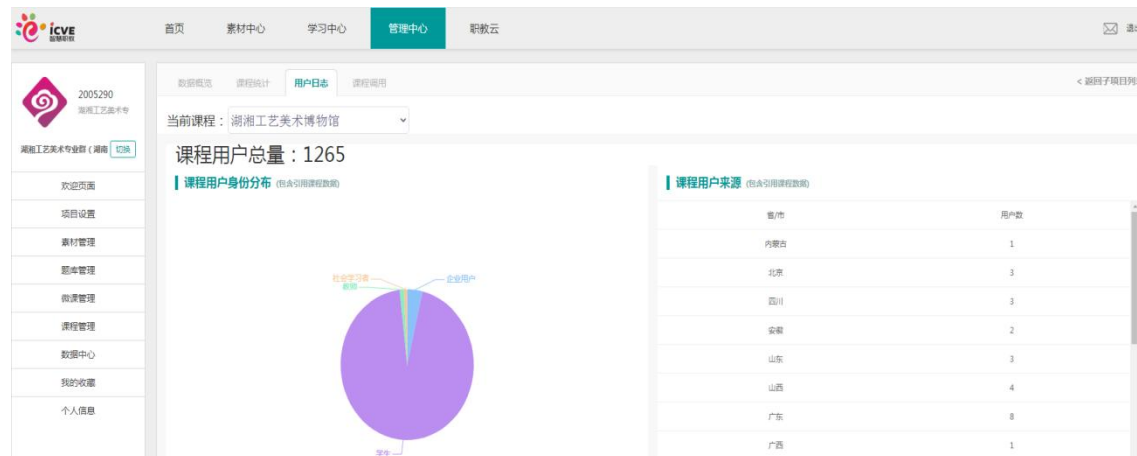 icve
智慧职教
首页 素材中心 学习中心 管理中心 职教云
2005290
湖湘工艺美术专
湖湘工艺美术专业群 ( 湖南 切换
欢迎页面
项目设置
素材管理
题库管理
微课管理
课程管理
数据中心
我的收藏
个人信息
数据概览 课程统计 用户日志 课程调用
< 返回子项目列
当前课程：湖湘工艺美术博物馆
课程用户总量：1265
课程用户身份分布 (包含引用课程数据)
社会学习者
教师
企业用户
学生
课程用户来源 (包含引用课程数据)
省/市 用户数
内蒙古 1
北京 3
四川 3
安徽 2
山东 3
山西 4
广东 8
广西 1